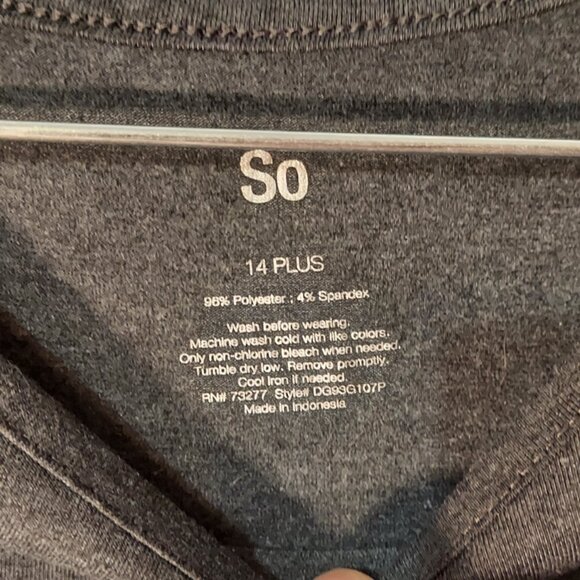 So
14 PLUS
96% Polyester ; 4% Spandex
Wash before wearing.
Machine wash cold with like colors.
Only non-chlorine bleach when needed.
Tumble dry low. Remove promptly.
Cool Iron if needed.
RN# 73277 Style# DG93G107P
Made in Indonesia